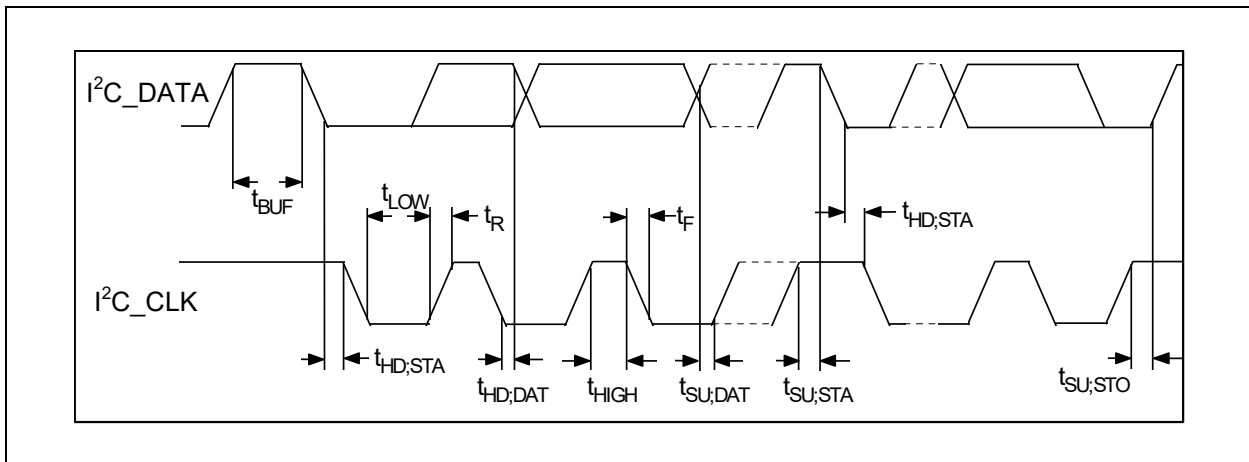 I²C_DATA
t_BUF
t_LOW
t_R
t_F
t_HD;STA
I²C_CLK
t_HD;STA
t_HD;DAT
t_HIGH
t_SU;DAT
t_SU;STA
t_SU;STO